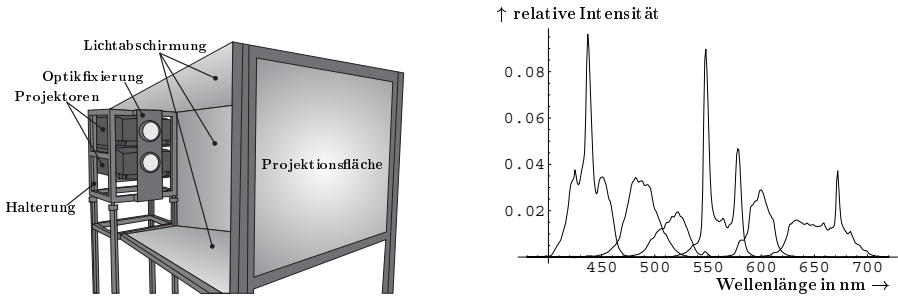 Lichtabschirmung
Optikfixierung
Projektoren
Projektionsfläche
Halterung
↑ relative Intensität
0.08
0.06
0.04
0.02
450 500 550 600 650 700
Wellenlänge in nm →